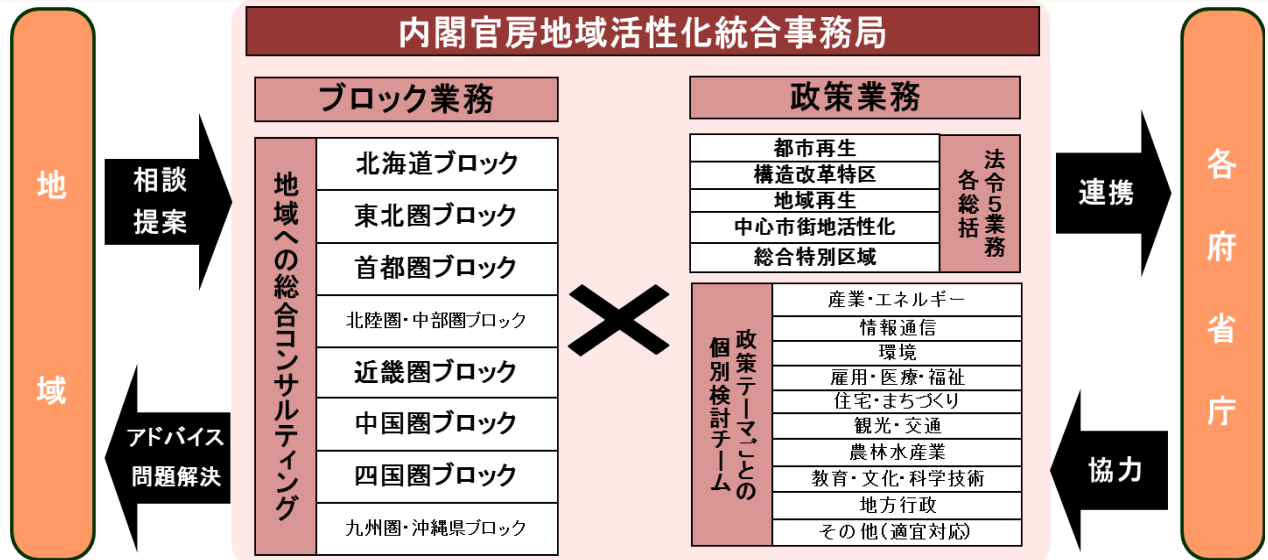 内閣官房地域活性化統合事務局
地域
相談
提案
アドバイス
問題解決
ブロック業務
地域への総合コンサルティング
北海道ブロック
東北圏ブロック
首都圏ブロック
北陸圏・中部圏ブロック
近畿圏ブロック
中国圏ブロック
四国圏ブロック
九州圏・沖縄県ブロック
政策業務
都市再生
構造改革特区
地域再生
中心市街地活性化
総合特別区域
法令5業務
各総括
政策テーマごとの
個別検討チーム
産業・エネルギー
情報通信
環境
雇用・医療・福祉
住宅・まちづくり
観光・交通
農林水産業
教育・文化・科学技術
地方行政
その他(適宜対応)
連携
協力
各府省庁